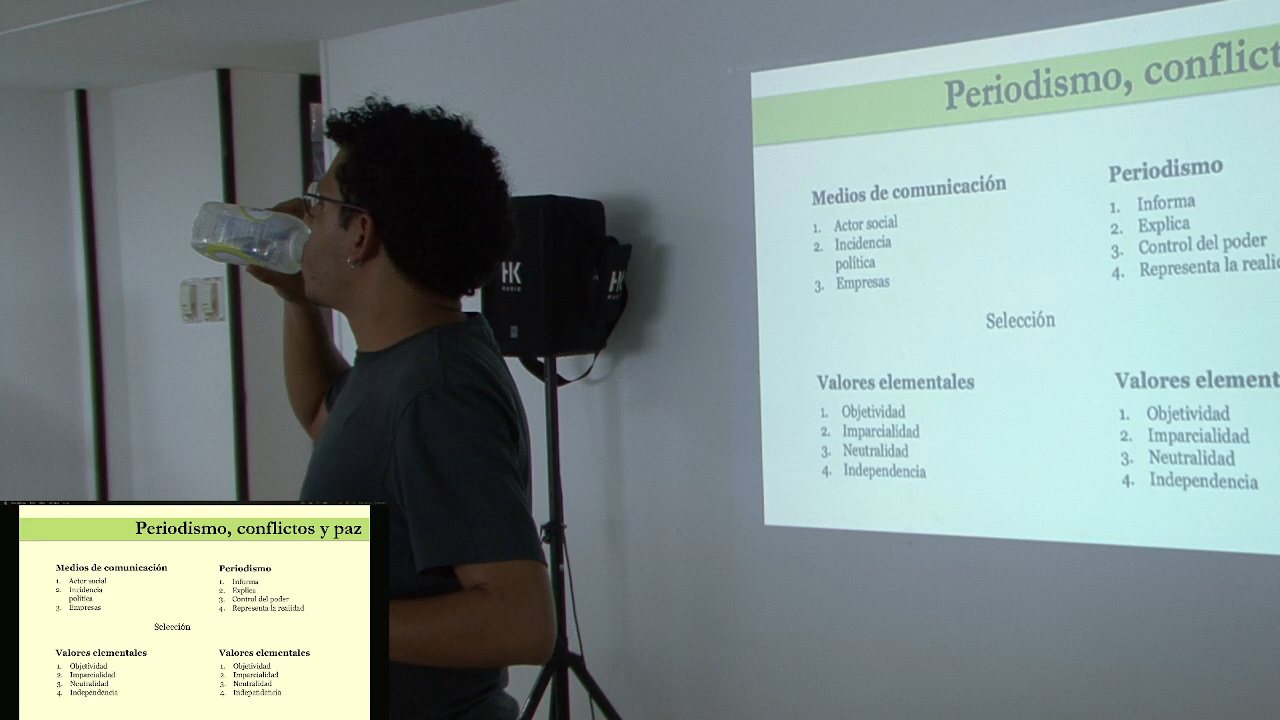 Periodismo, conflict
Medios de comunicación
1. Actor social
2. Incidencia
política
3. Empresas
Periodismo
1. Informa
2. Explica
3. Control del poder
4. Representa la reali
Selección
Valores elementales
1. Objetividad
2. Imparcialidad
3. Neutralidad
4. Independencia
Valores element
1. Objetividad
2. Imparcialidad
3. Neutralidad
4. Independencia
HK
AUDIO
Periodismo, conflictos y paz
Medios de comunicación
1. Actor social
2. Incidencia
política
3. Empresas
Periodismo
1. Informa
2. Explica
3. Control del poder
4. Representa la realidad
Selección
Valores elementales
1. Objetividad
2. Imparcialidad
3. Neutralidad
4. Independencia
Valores elementales
1. Objetividad
2. Imparcialidad
3. Neutralidad
4. Independencia